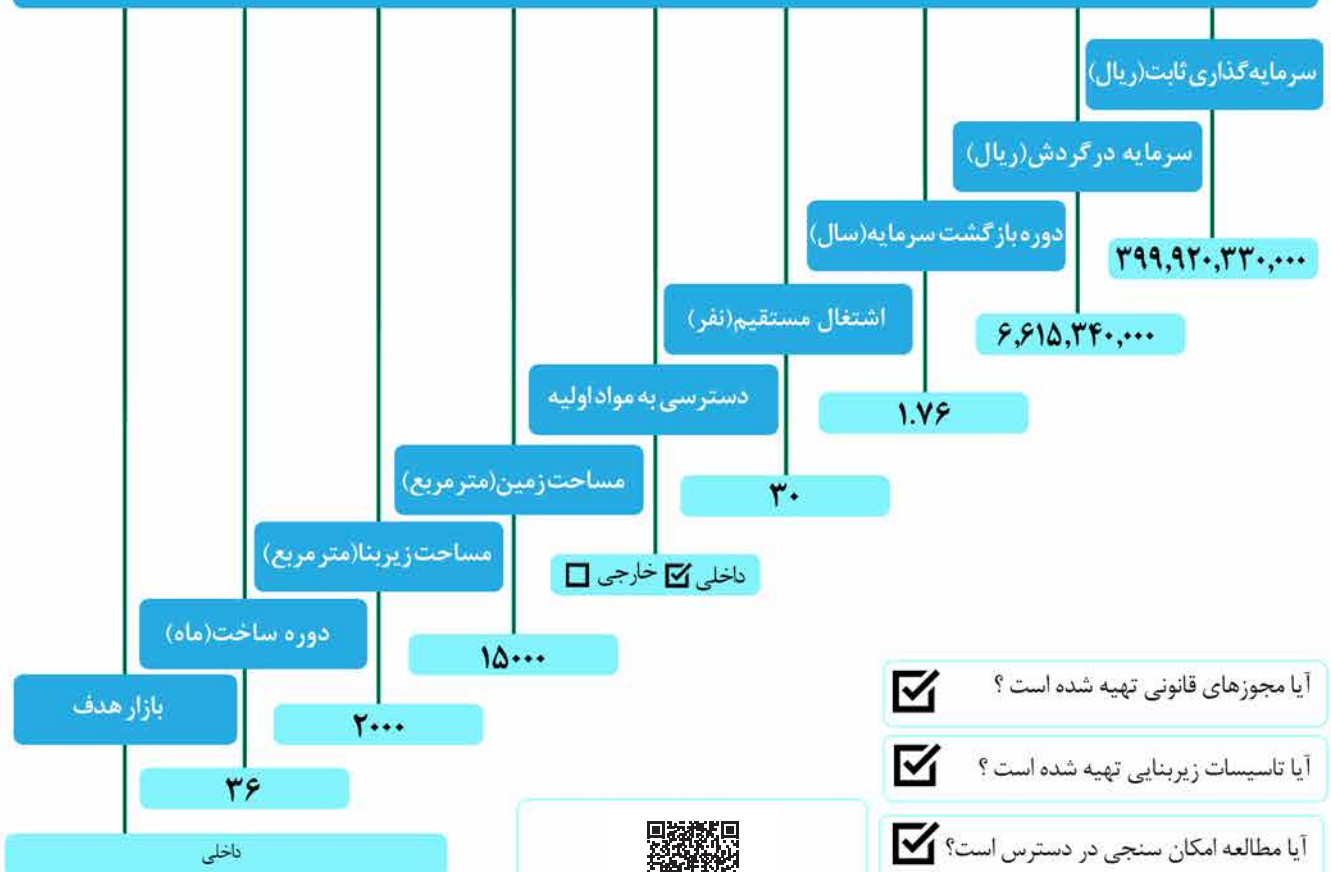 سرمایه‌گذاری ثابت(ریال)
۳۹۹,۹۲۰,۳۳۰,۰۰۰
سرمایه در گردش(ریال)
۶,۶۱۵,۳۴۰,۰۰۰
دوره بازگشت سرمایه(سال)
۱.۷۶
اشتغال مستقیم(نفر)
۳۰
دسترسی به مواد اولیه
داخلی ☑ خارجی ☐
مساحت زمین(متر مربع)
۱۵۰۰۰
مساحت زیربنا(متر مربع)
۲۰۰۰
دوره ساخت(ماه)
۳۶
بازار هدف
داخلی
آیا مجوزهای قانونی تهیه شده است ؟ ☑
آیا تاسیسات زیربنایی تهیه شده است ؟ ☑
آیا مطالعه امکان سنجی در دسترس است؟ ☑